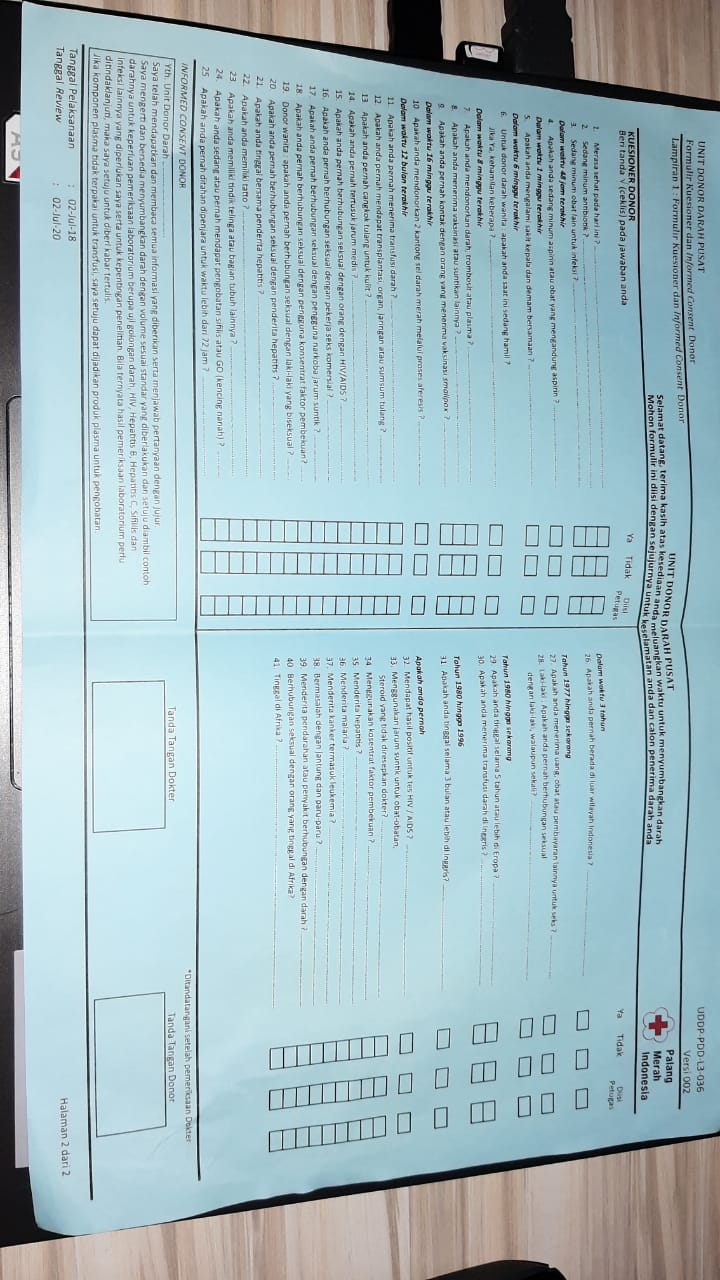 UNIT DONOR DARAH PUSAT
Formulir Kuesioner dan Informed Consent Donor
Lampiran 1 : Formulir Kuesioner dan Informed Consent Donor
UDDP-PDD-L3-036
Versi 002
UNIT DONOR DARAH PUSAT
Selamat datang, terima kasih atas kesediaan anda meluangkan waktu untuk menyumbangkan darah
Mohon formulir ini diisi dengan sejujurnya untuk keselamatan anda dan calon penerima darah anda
Palang
Merah
Indonesia
KUESIONER DONOR
Beri tanda √ (ceklis) pada jawaban anda
Ya Tidak Diisi Petugas
1. Merasa sehat pada hari ini ?
2. Sedang minum antibiotik ?
3. Sedang minum obat lain untuk infeksi ?
Dalam waktu 48 jam terakhir
4. Apakah anda sedang minum aspirin atau obat yang mengandung aspirin ?
Dalam waktu 1 minggu terakhir
5. Apakah anda mengalami sakit kepala dan demam bersamaan ?
Dalam waktu 6 minggu terakhir
6. Untuk donor darah wanita : apakah anda saat ini sedang hamil ?
Jika Ya, kehamilan keberapa ?
Dalam waktu 8 minggu terakhir
7. Apakah anda mendonorkan darah, trombosit atau plasma ?
8. Apakah anda menerima vaksinasi atau suntikan lainnya ?
9. Apakah anda pernah kontak dengan orang yang menerima vaksinasi smallpox ?
Dalam waktu 16 minggu terakhir
10. Apakah anda mendonorkan 2 kantong sel darah merah melalui proses aferesis ?
Dalam waktu 12 bulan terakhir
11. Apakah anda pernah menerima transfusi darah ?
12. Apakah anda pernah mendapat transplantasi, organ, jaringan atau sumsum tulang ?
13. Apakah anda pernah cangkok tulang untuk kulit ?
14. Apakah anda pernah tertusuk jarum medis ?
15. Apakah anda pernah berhubungan seksual dengan orang dengan HIV/AIDS ?
16. Apakah anda pernah berhubungan seksual dengan pekerja seks komersial ?
17. Apakah anda pernah berhubungan seksual dengan pengguna narkoba jarum suntik ?
18. Apakah anda pernah berhubungan seksual dengan pengguna konsentrat faktor pembekuan?
19. Donor wanita : apakah anda pernah berhubungan seksual dengan laki-laki yang biseksual ?
20. Apakah anda pernah berhubungan seksual dengan penderita hepatitis ?
21. Apakah anda tinggal bersama penderita hepatitis ?
22. Apakah anda memiliki tatto ?
23. Apakah anda memiliki tindik telinga atau bagian tubuh lainnya ?
24. Apakah anda sedang atau pernah mendapat pengobatan sifilis atau GO (kencing nanah) ?
25. Apakah anda pernah ditahan dipenjara untuk waktu lebih dari 72 jam ?
Ya Tidak Diisi Petugas
Dalam waktu 3 tahun
26. Apakah anda pernah berada di luar wilayah Indonesia ?
Tahun 1977 hingga sekarang
27. Apakah anda menerima uang, obat atau pembayaran lainnya untuk seks ?
28. Laki-laki : Apakah anda pernah berhubungan seksual
dengan laki-laki, walaupun sekali?
Tahun 1980 hingga sekarang
29. Apakah anda tinggal selama 5 tahun atau lebih di Eropa ?
30. Apakah anda menerima transfusi darah di Inggris ?
Tahun 1980 hingga 1996
31. Apakah anda tinggal selama 3 bulan atau lebih di Inggris?
Apakah anda pernah
32. Mendapat hasil positif untuk tes HIV / AIDS ?
33. Menggunakan jarum suntik untuk obat-obatan,
Steroid yang tidak diresepkan dokter?
34. Menggunakan kosentrat faktor pembekuan ?
35. Menderita hepatitis ?
36. Menderita malaria ?
37. Menderita kanker termasuk leukemia ?
38. Bermasalah dengan jantung dan paru-paru ?
39. Menderita pendarahan atau penyakit berhubungan dengan darah ?
40. Berhubungan seksual dengan orang yang tinggal di Afrika?
41. Tinggal di Afrika ?
INFORMED CONSENT DONOR
Yth. Unit Donor Darah
Saya telah mendapatkan dan membaca semua informasi yang diberikan serta menjawab pertanyaan dengan jujur.
Saya mengerti dan bersedia menyumbangkan darah dengan volume sesuai standar yang diberlakukan dan setuju diambil contoh
darahnya untuk keperluan pemeriksaan laboratorium berupa uji golongan darah, HIV, Hepatitis B, Hepatitis C, Sifilis dan
infeksi lainnya yang diperlukan saya serta untuk kepentingan penelitian. Bila ternyata hasil pemeriksaan laboratorium perlu
ditindaklanjuti, maka saya setuju untuk diberi kabar tertulis.
Jika komponen plasma tidak terpakai untuk transfusi, saya setuju dapat dijadikan produk plasma untuk pengobatan.
*Ditandatangani setelah pemeriksaan Dokter
Tanda Tangan Dokter
Tanda Tangan Donor
Tanggal Pelaksanaan : 02-Jul-18
Tanggal Review : 02-Jul-20
Halaman 2 dari 2